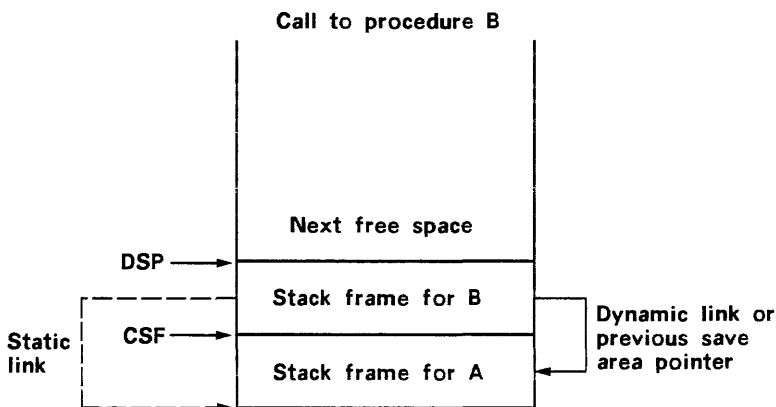 Call to procedure B
Next free space
DSP
Stack frame for B
Dynamic link or
previous save
area pointer
Static
link
CSF
Stack frame for A